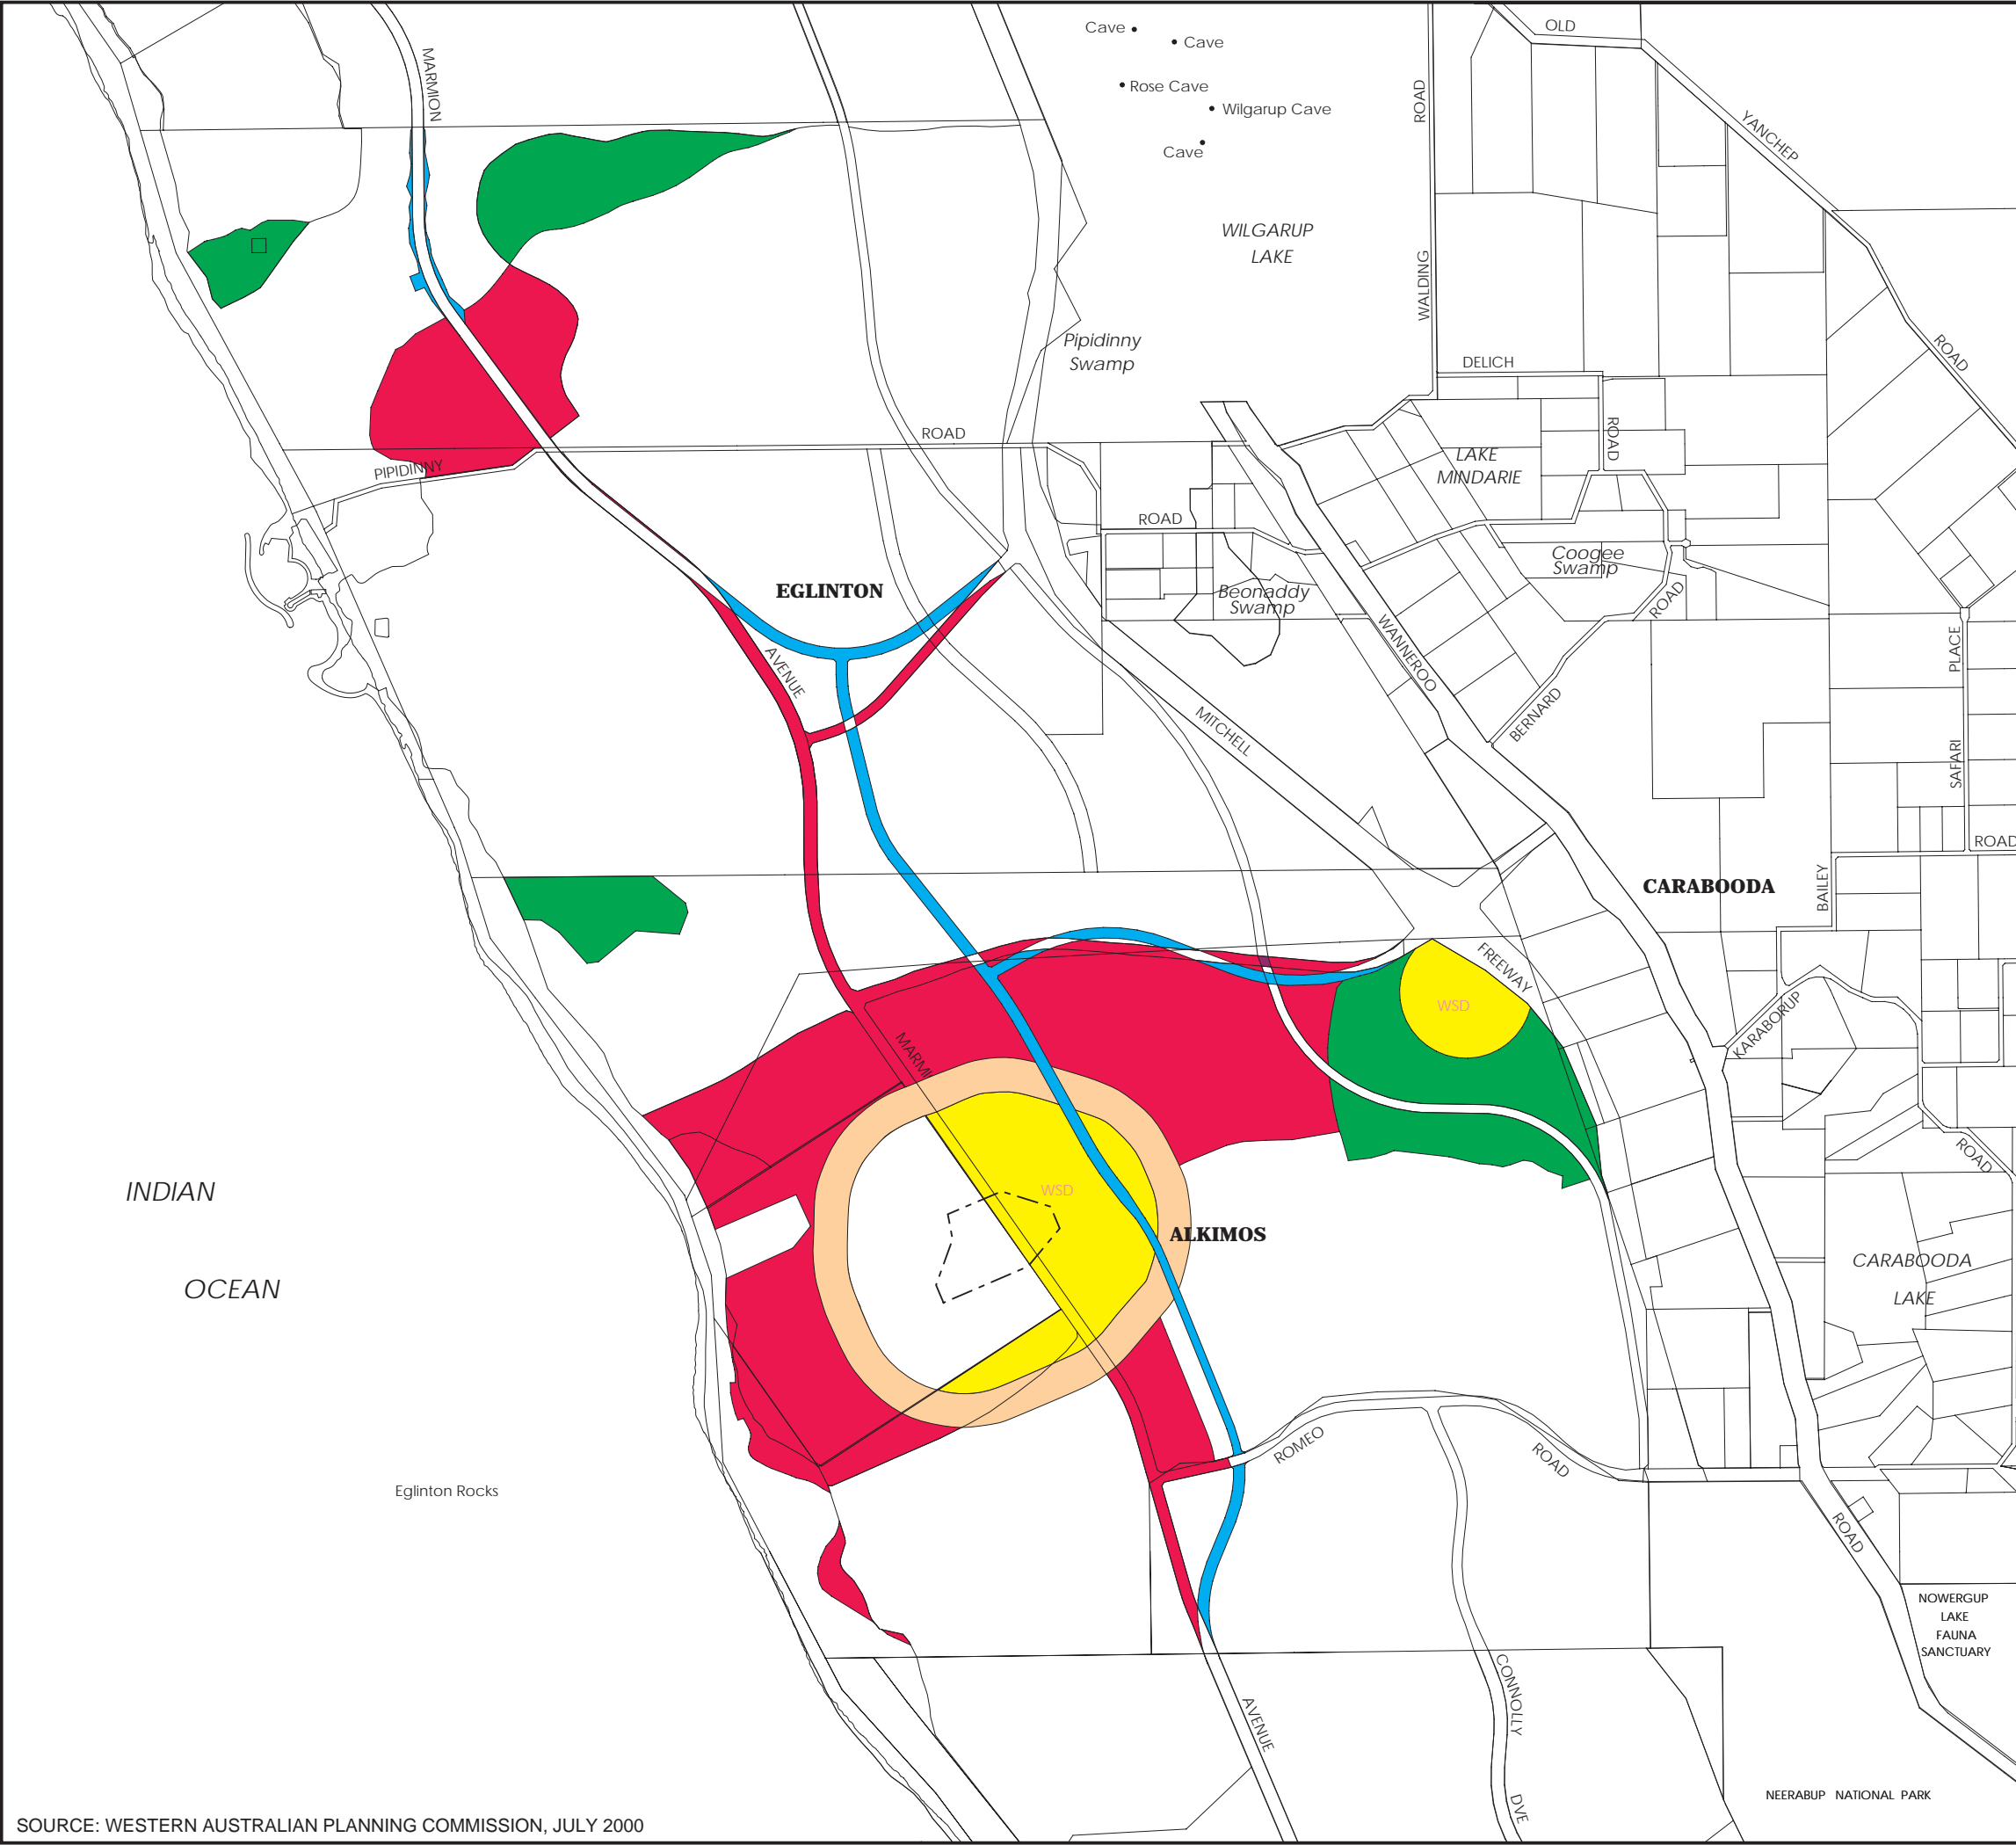 Cave
Cave
Rose Cave
Wilgarup Cave
Cave
MARMION
OLD
YANCHEP
ROAD
ROAD
WALDING
WILGARUP
LAKE
Pipidinny
Swamp
DELICH
ROAD
ROAD
PIPIDINNY
LAKE
MINDARIE
ROAD
Coogee
Swamp
EGLINTON
Beonaddy
Swamp
ROAD
WANNEROO
AVENUE
BERNARD
MITCHELL
PLACE
SAFARI
ROAD
CARABOODA
BAILEY
FREEWAY
WSD
KARABORUP
ROAD
MARMI
WSD
ALKIMOS
INDIAN
OCEAN
CARABOODA
LAKE
ROMEO
ROAD
Eglinton Rocks
ROAD
NOWERGUP
LAKE
FAUNA
SANCTUARY
CONNOLLY
DVE
AVENUE
NEERABUP NATIONAL PARK
SOURCE: WESTERN AUSTRALIAN PLANNING COMMISSION, JULY 2000